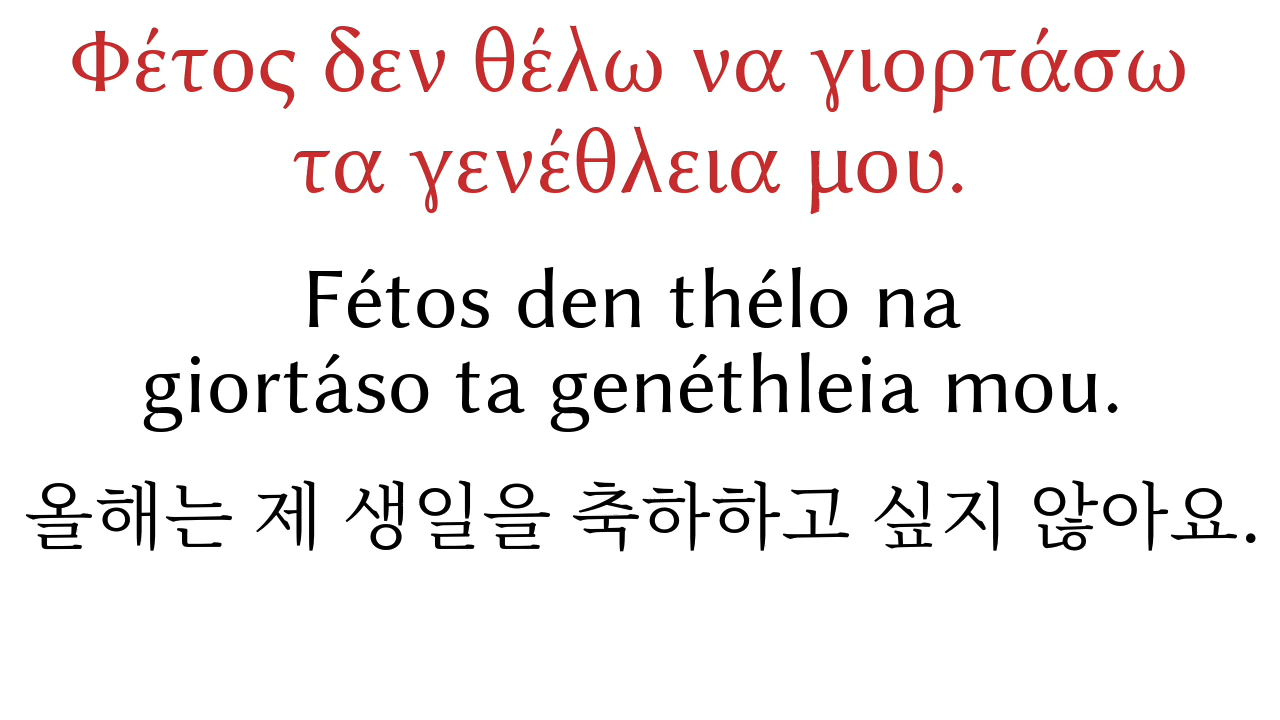 Φέτος δεν θέλω να γιορτάσω
τα γενέθλεια μου.
Fétos den thélo na
giortáso ta genéthleia mou.
올해는 제 생일을 축하하고 싶지 않아요.